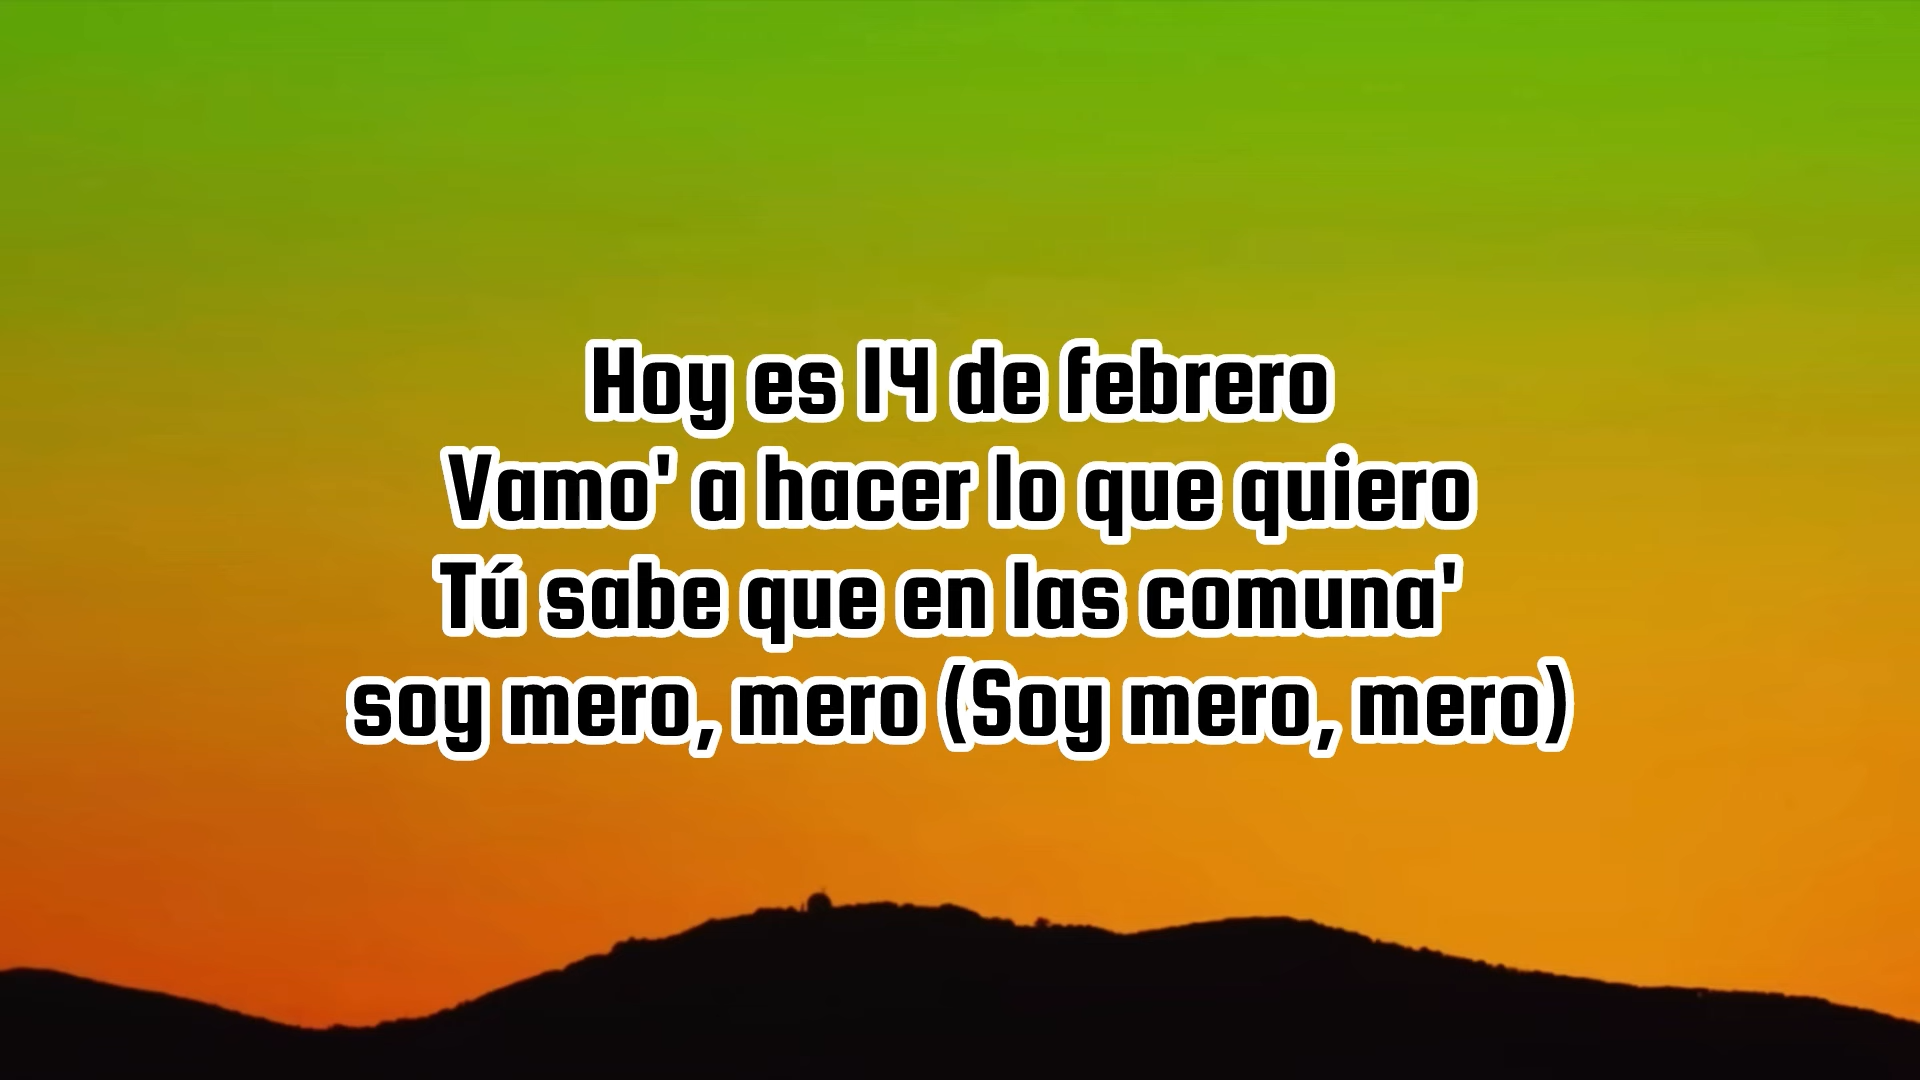 Hoy es 14 de febrero
Vamo' a hacer lo que quiero
Tú sabe que en las comuna'
soy mero, mero (Soy mero, mero)